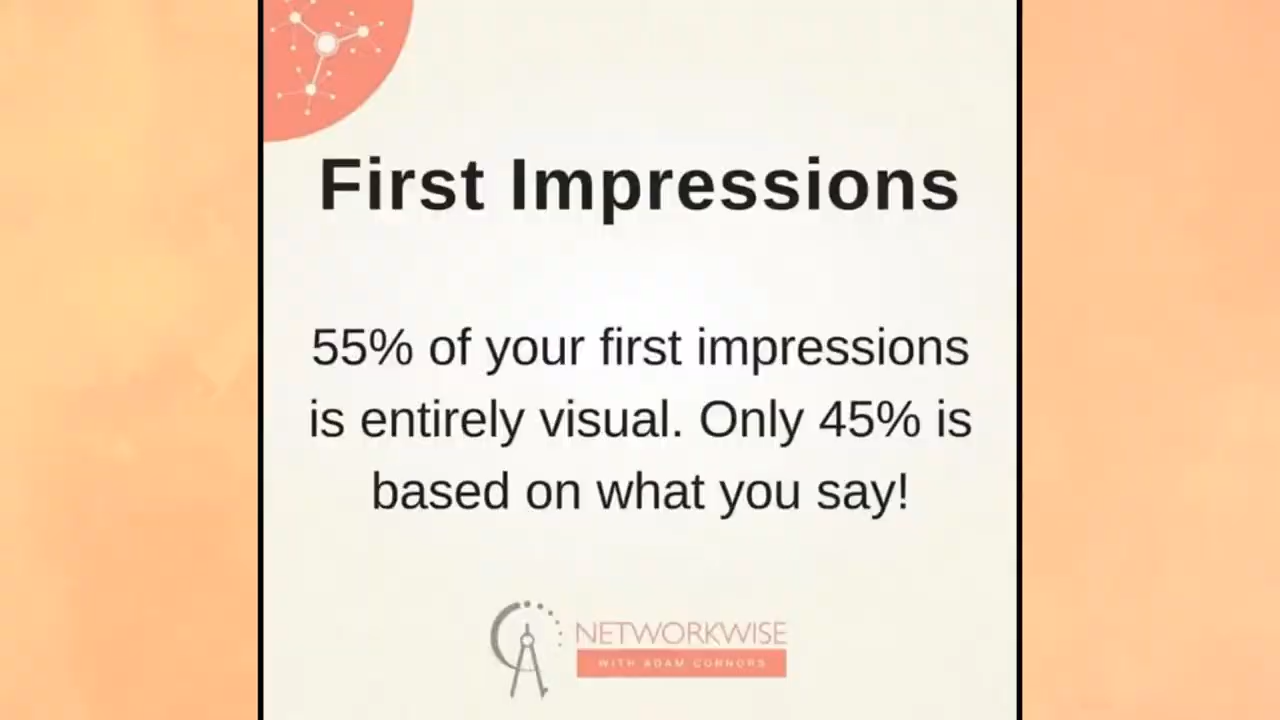 First Impressions
55% of your first impressions
is entirely visual. Only 45% is
based on what you say!
NETWORKWISE
WITH ADAM CONNORS